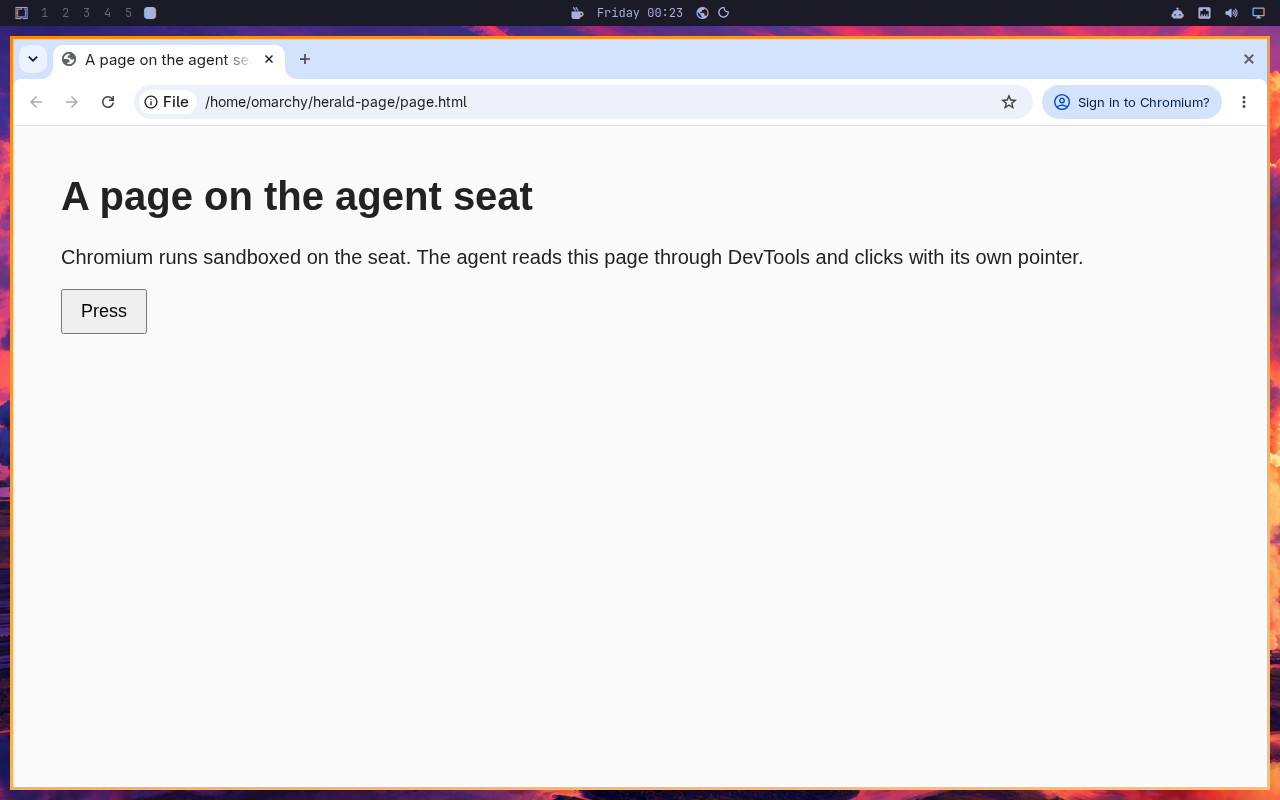 1 2 3 4 5
Friday 00:23
A page on the agent se
File /home/omarchy/herald-page/page.html
Sign in to Chromium?
A page on the agent seat
Chromium runs sandboxed on the seat. The agent reads this page through DevTools and clicks with its own pointer.
Press